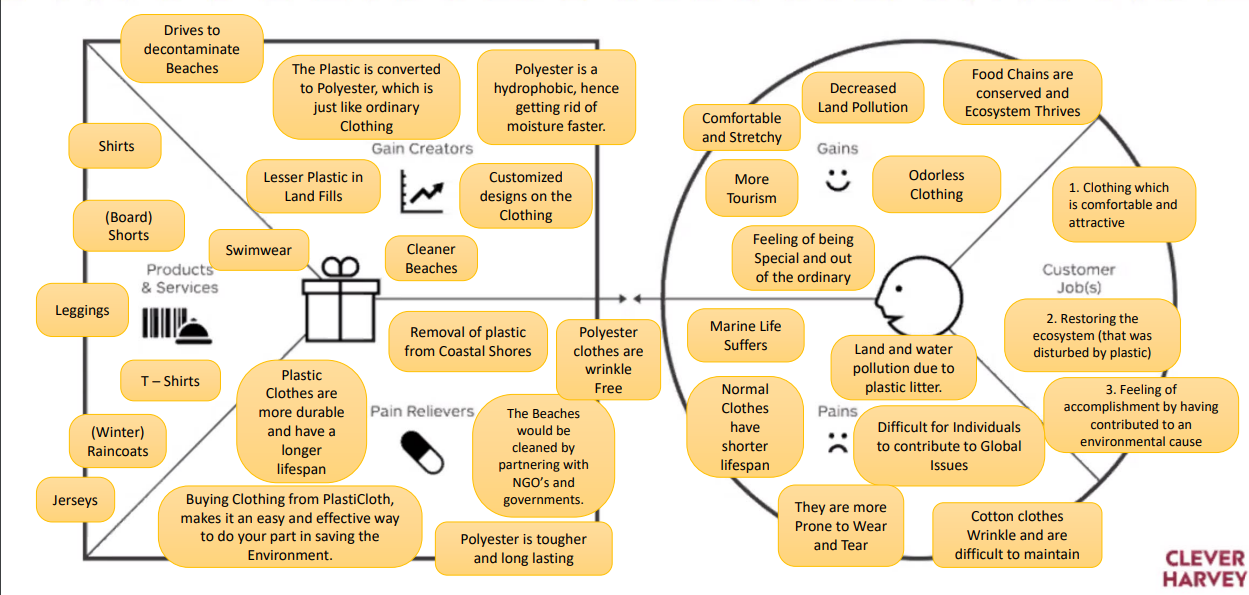 Drives to
decontaminate
Beaches
The Plastic is converted
to Polyester, which is
just like ordinary
Clothing
Polyester is a
hydrophobic, hence
getting rid of
moisture faster.
Gain Creators
Shirts
Lesser Plastic in
Land Fills
Customized
designs on the
Clothing
(Board)
Shorts
Swimwear
Cleaner
Beaches
Products
& Services
Leggings
T – Shirts
(Winter)
Raincoats
Jerseys
Removal of plastic
from Coastal Shores
Polyester
clothes are
wrinkle
Free
Plastic
Clothes are
more durable
and have a
longer
lifespan
Pain Relievers
The Beaches
would be
cleaned by
partnering with
NGO's and
governments.
Buying Clothing from PlastiCloth,
makes it an easy and effective way
to do your part in saving the
Environment.
Polyester is tougher
and long lasting
Decreased
Land Pollution
Food Chains are
conserved and
Ecosystem Thrives
Comfortable
and Stretchy
Gains
More
Tourism
Odorless
Clothing
Feeling of being
Special and out
of the ordinary
1. Clothing which
is comfortable and
attractive
Customer
Job(s)
2. Restoring the
ecosystem (that was
disturbed by plastic)
3. Feeling of
accomplishment by having
contributed to an
environmental cause
Marine Life
Suffers
Land and water
pollution due to
plastic litter.
Normal
Clothes
have
shorter
lifespan
Pains
Difficult for Individuals
to contribute to Global
Issues
They are more
Prone to Wear
and Tear
Cotton clothes
Wrinkle and are
difficult to maintain
CLEVER
HARVEY